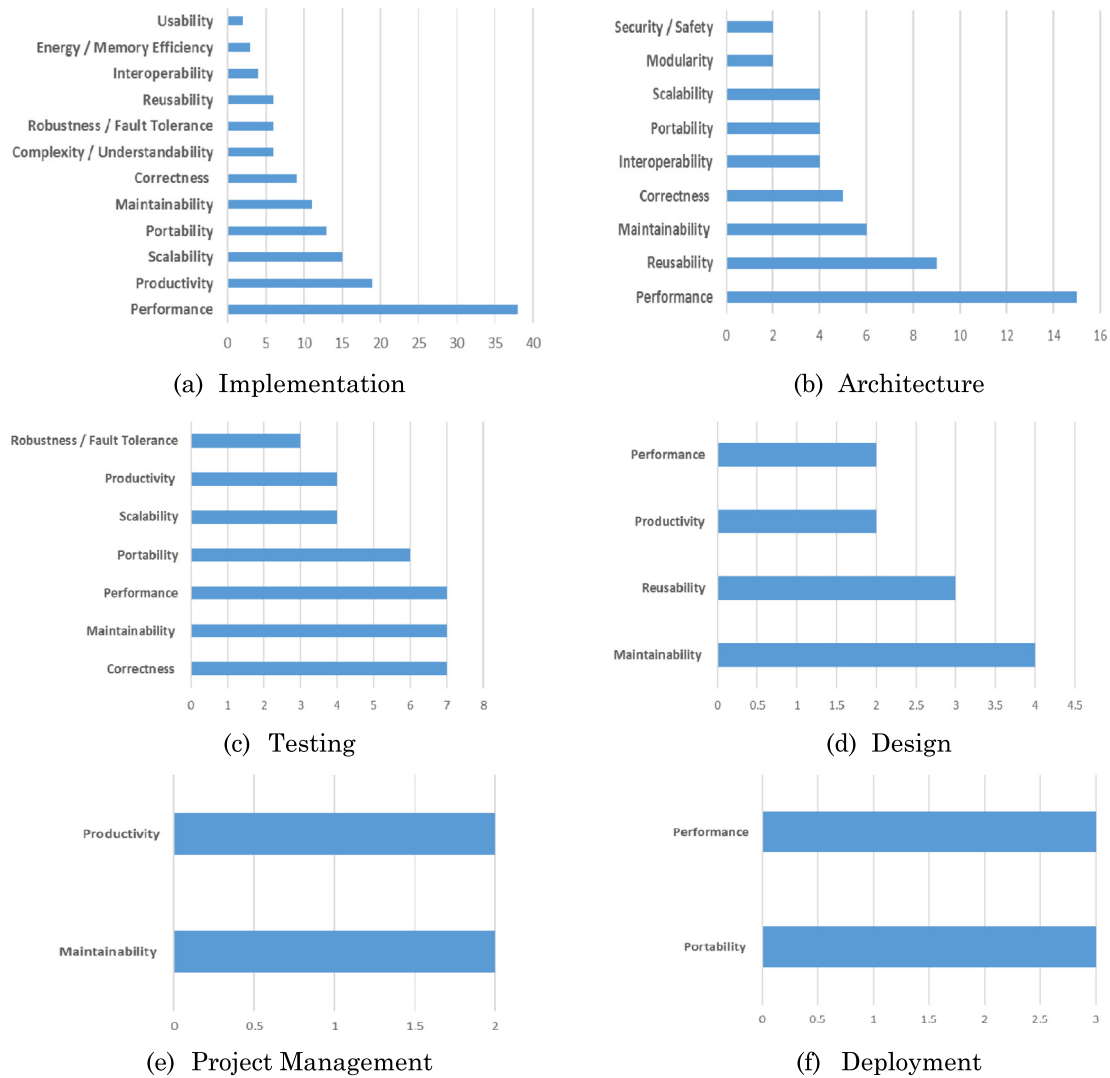 Usability
Energy / Memory Efficiency
Interoperability
Reusability
Robustness / Fault Tolerance
Complexity / Understandability
Correctness
Maintainability
Portability
Scalability
Productivity
Performance
0 5 10 15 20 25 30 35 40
(a) Implementation
Security / Safety
Modularity
Scalability
Portability
Interoperability
Correctness
Maintainability
Reusability
Performance
0 2 4 6 8 10 12 14 16
(b) Architecture
Robustness / Fault Tolerance
Productivity
Scalability
Portability
Performance
Maintainability
Correctness
0 1 2 3 4 5 6 7 8
(c) Testing
Performance
Productivity
Reusability
Maintainability
0 0.5 1 1.5 2 2.5 3 3.5 4 4.5
(d) Design
Productivity
Maintainability
0 0.5 1 1.5 2
(e) Project Management
Performance
Portability
0 0.5 1 1.5 2 2.5 3
(f) Deployment